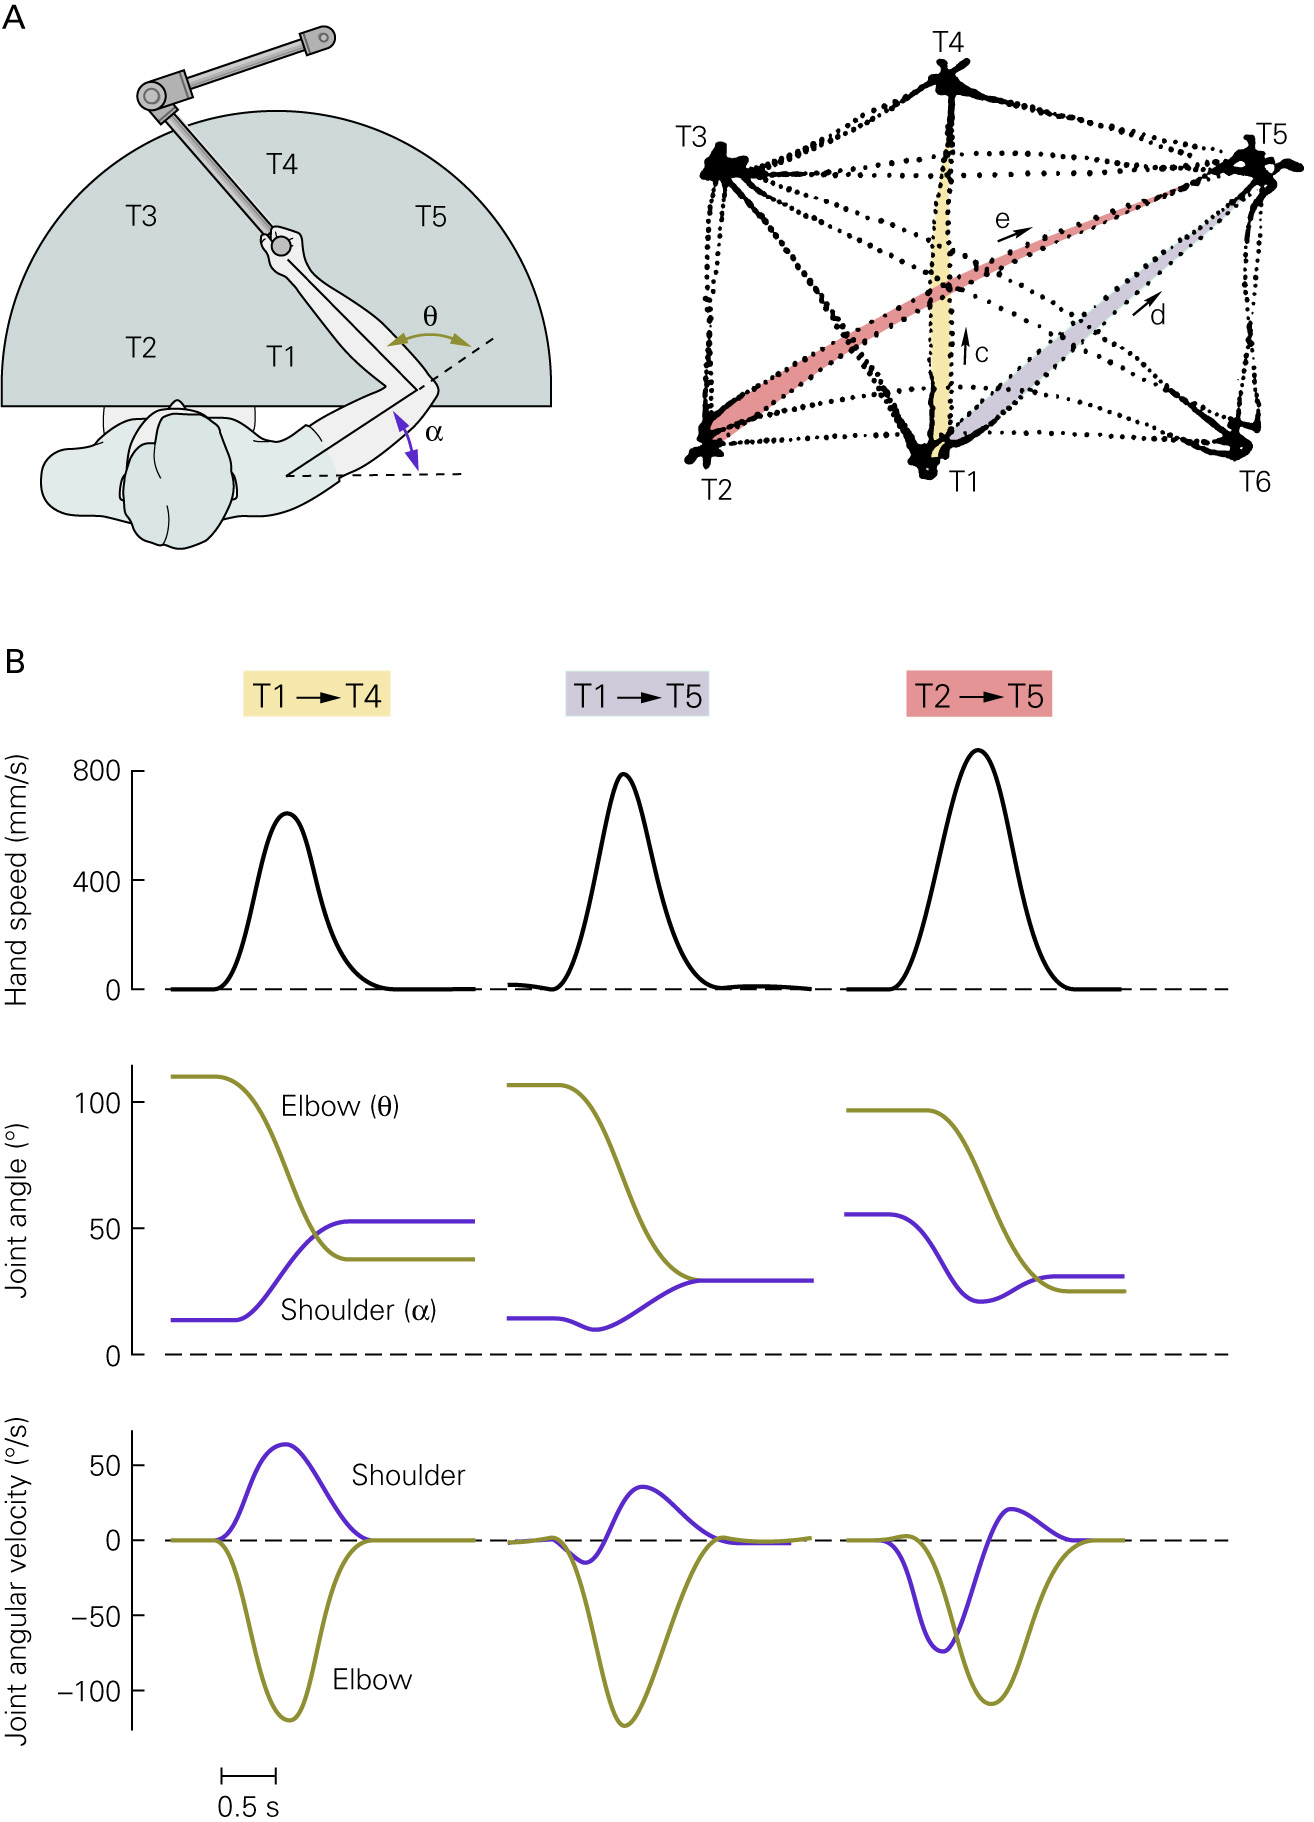 A
T4
T3
T5
T2
T1
θ
α
T4
T3
T5
e
d
c
T2
T1
T6
B
T1 → T4
T1 → T5
T2 → T5
Hand speed (mm/s)
800
400
0
Joint angle (°)
100
50
0
Elbow (θ)
Shoulder (α)
Joint angular velocity (°/s)
50
0
–50
–100
Shoulder
Elbow
0.5 s